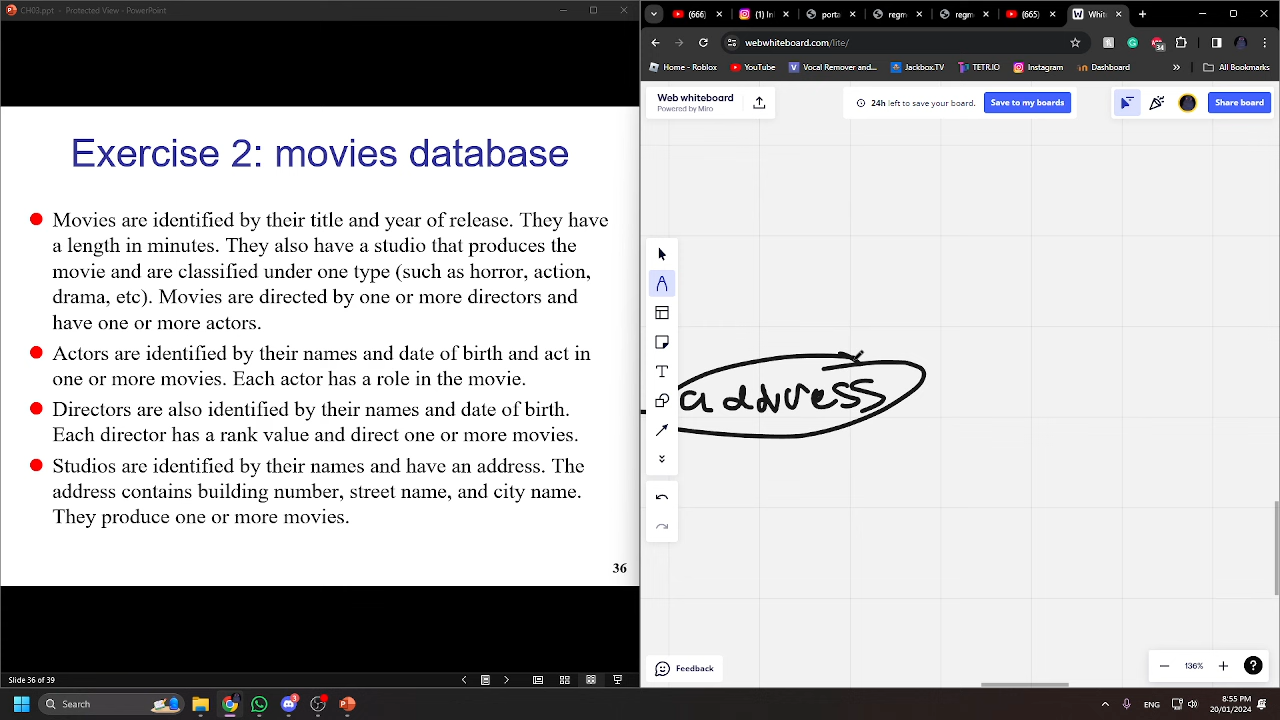 CH03.ppt - Protected View - PowerPoint
Exercise 2: movies database
Movies are identified by their title and year of release. They have
a length in minutes. They also have a studio that produces the
movie and are classified under one type (such as horror, action,
drama, etc). Movies are directed by one or more directors and
have one or more actors.
Actors are identified by their names and date of birth and act in
one or more movies. Each actor has a role in the movie.
Directors are also identified by their names and date of birth.
Each director has a rank value and direct one or more movies.
Studios are identified by their names and have an address. The
address contains building number, street name, and city name.
They produce one or more movies.
36
Slide 36 of 39
(666)
(1) In
porta
regm
regm
(665)
Whit
webwhiteboard.com/lite/
Home - Roblox
YouTube
Vocal Remover and...
JackboxTV
TETR.IO
Instagram
Dashboard
All Bookmarks
Web whiteboard
Powered by Miro
24h left to save your board.
Save to my boards
Share board
address
Feedback
136%
Search
ENG
8:55 PM
20/01/2024